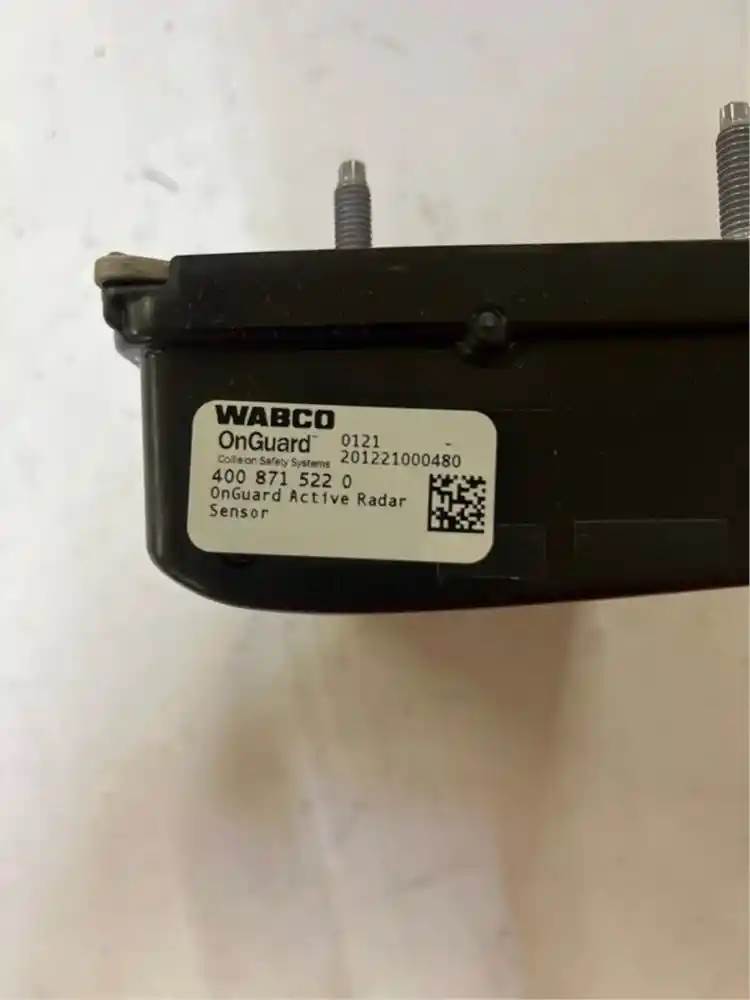 WABCO
OnGuard™ 0121 -
Collision Safety Systems 201221000480
400 871 522 0
OnGuard Active Radar
Sensor